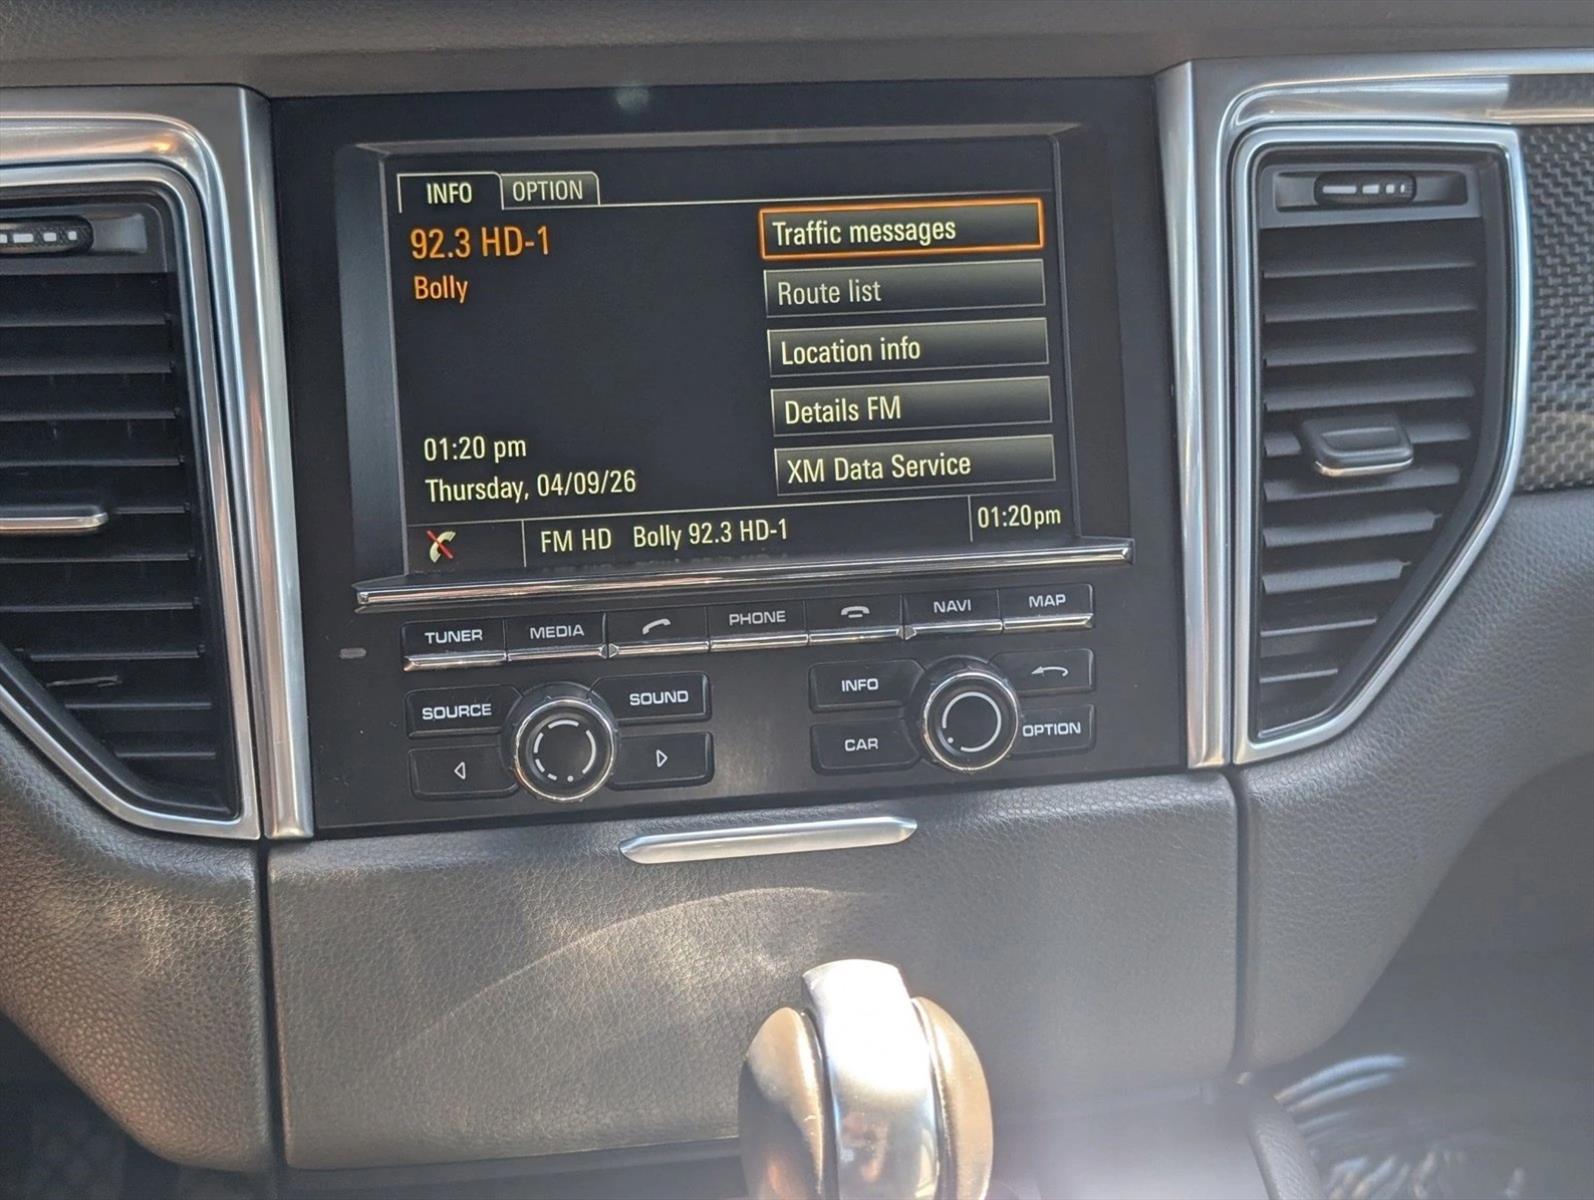 INFO OPTION
92.3 HD-1
Bolly
Traffic messages
Route list
Location info
Details FM
XM Data Service
01:20 pm
Thursday, 04/09/26
FM HD Bolly 92.3 HD-1 01:20pm
TUNER MEDIA PHONE NAVI MAP
SOURCE SOUND INFO
CAR OPTION